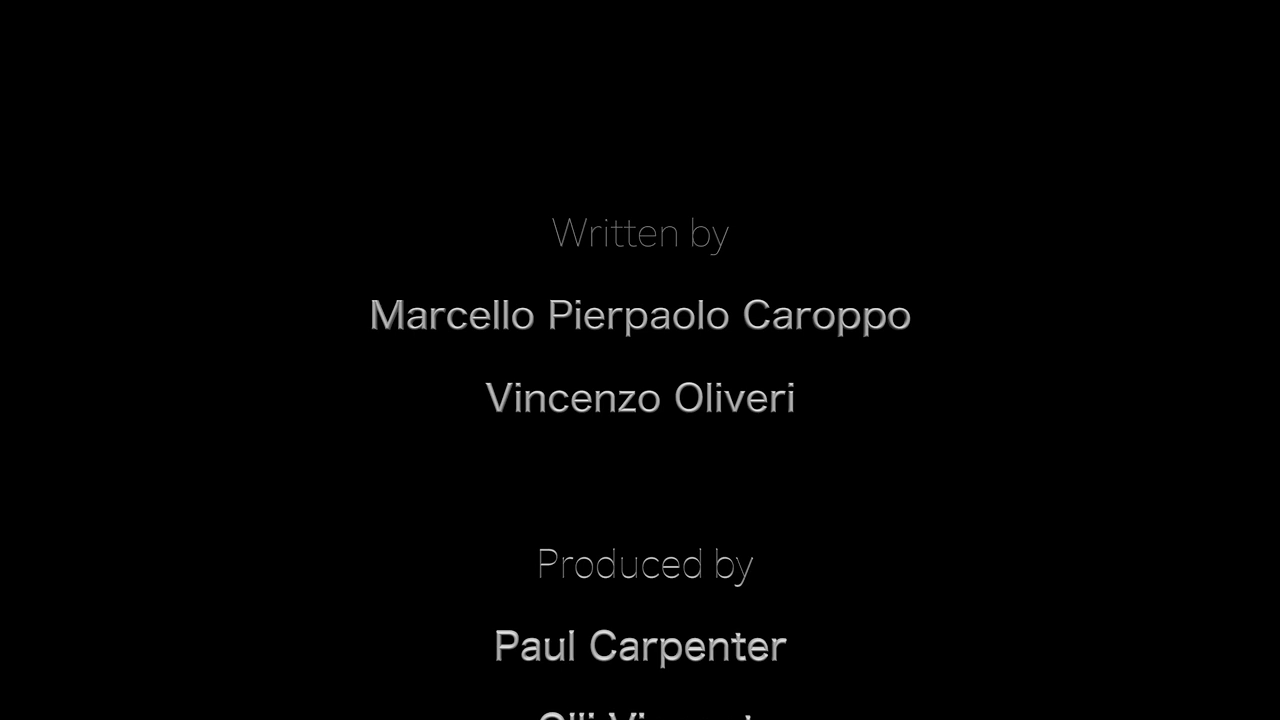 Written by
Marcello Pierpaolo Caroppo
Vincenzo Oliveri
Produced by
Paul Carpenter